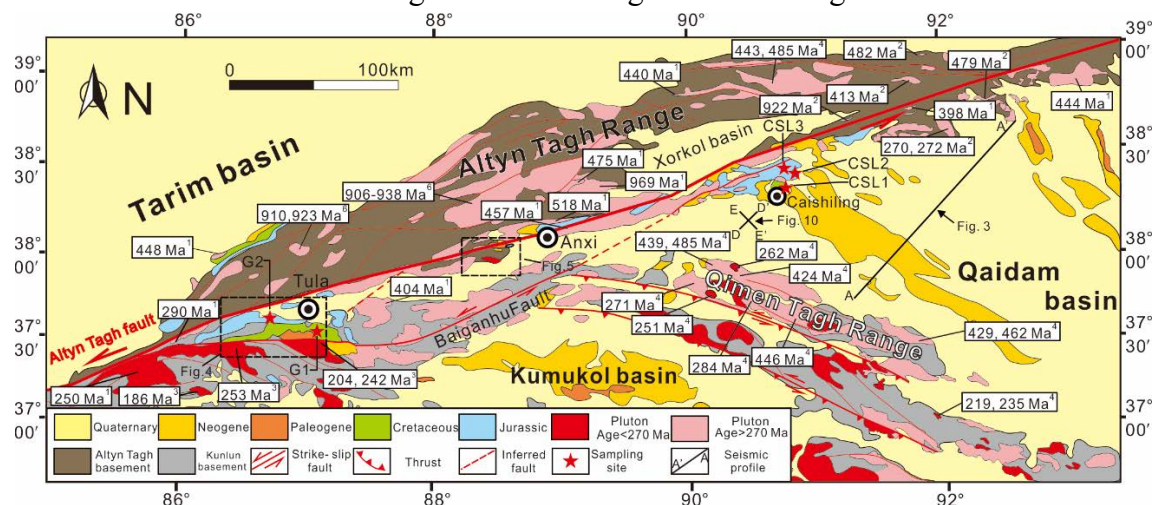 86°
88°
90°
92°
39°
00′
39°
00′
38°
30′
38°
30′
38°
00′
38°
00′
37°
30′
37°
30′
37°
00′
37°
00′
0 100km
N
443, 485 Ma4
482 Ma2
479 Ma2
440 Ma1
413 Ma2
922 Ma2
398 Ma1
444 Ma1
CSL3
270, 272 Ma2
CSL2
CSL1
Caishiling
Altyn Tagh Range
Xorkol basin
Tarim basin
475 Ma1
969 Ma1
906-938 Ma6
518 Ma1
457 Ma1
910,923 Ma6
448 Ma1
Anxi
Fig.5
E
D
D′
E′
Fig. 10
Fig. 3
A′
A
439, 485 Ma4
262 Ma4
424 Ma4
G2
Tula
404 Ma1
290 Ma1
271 Ma4
251 Ma4
Qaidam
basin
Qimen Tagh Range
Baiganhu Fault
Altyn Tagh fault
429, 462 Ma4
Fig.4
G1
284 Ma4
446 Ma4
Kumukol basin
204, 242 Ma3
250 Ma1
186 Ma3
253 Ma3
219, 235 Ma4
Quaternary
Neogene
Paleogene
Cretaceous
Jurassic
Pluton
Age<270 Ma
Pluton
Age>270 Ma
Altyn Tagh
basement
Kunlun
basement
Strike- slip
fault
Thrust
Inferred
fault
Sampling
site
A′ A
Seismic
profile
86°
88°
90°
92°